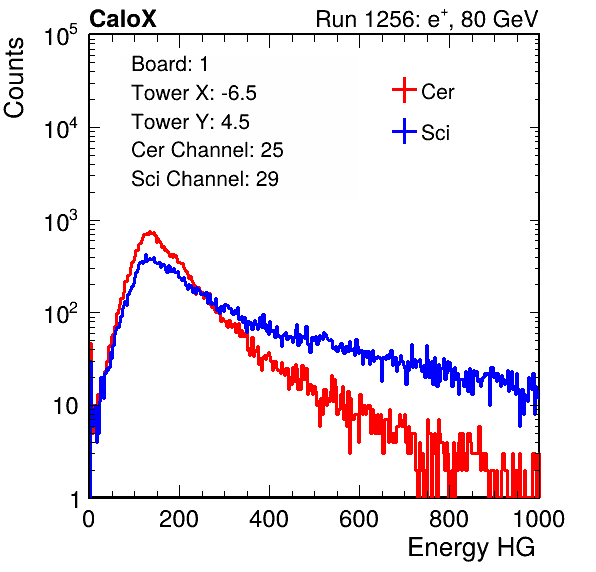 CaloX Run 1256: e⁺, 80 GeV
Counts
10⁵
10⁴
10³
10²
10
1
Board: 1
Tower X: -6.5
Tower Y: 4.5
Cer Channel: 25
Sci Channel: 29
Cer
Sci
0 200 400 600 800 1000
Energy HG